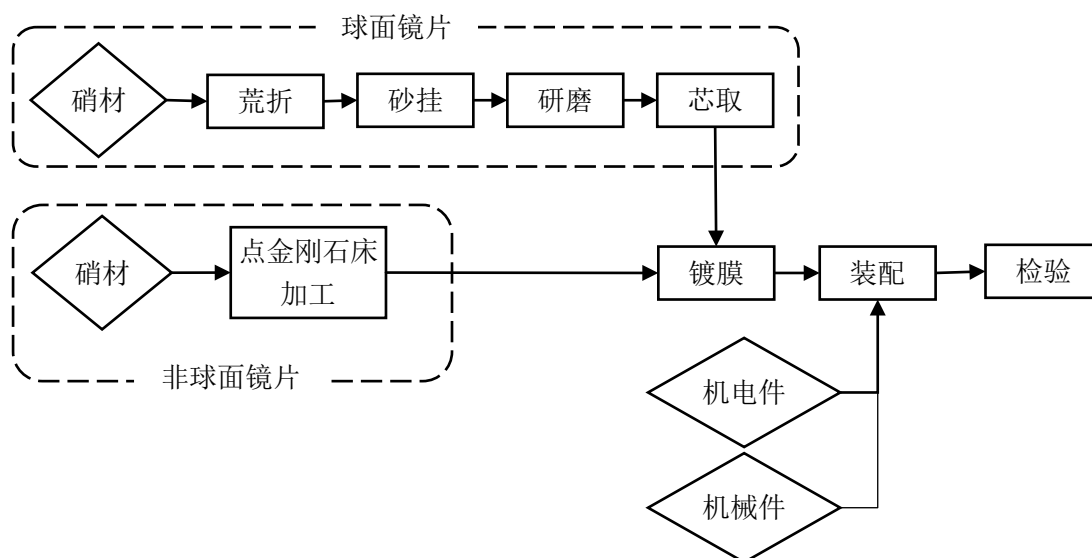 球面镜片
硝材
荒折
砂挂
研磨
芯取
硝材
点金刚石床
加工
镀膜
装配
检验
非球面镜片
机电件
机械件